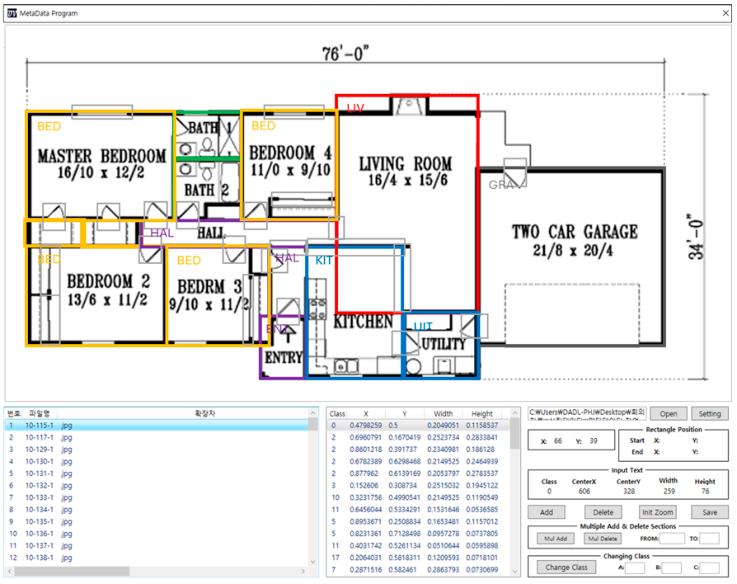 MetaData Program
76'-0"
LIV
BED
BATH 1
BED
MASTER BEDROOM
16/10 x 12/2
BEDROOM 4
11/0 x 9/10
LIVING ROOM
16/4 x 15/6
BATH 2
GRA
HAL
HALL
TWO CAR GARAGE
21/8 x 20/4
34'-0"
BED
BED
HAL
KIT
BEDROOM 2
13/6 x 11/2
BEDRM 3
9/10 x 11/2
KITCHEN
ENT
UIT
UTILITY
ENTRY
번호 파일명 확장자
1 10-115-1 .jpg
2 10-117-1 .jpg
3 10-129-1 .jpg
4 10-130-1 .jpg
5 10-131-1 .jpg
6 10-132-1 .jpg
7 10-133-1 .jpg
8 10-134-1 .jpg
9 10-135-1 .jpg
10 10-136-1 .jpg
11 10-137-1 .jpg
12 10-138-1 .jpg
Class X Y Width Height
0 0.4798259 0.5 0.2049051 0.1158537
2 0.6960791 0.1670419 0.2523734 0.2833841
2 0.8601218 0.391737 0.2340981 0.186128
2 0.6782389 0.6298468 0.2149525 0.2464939
2 0.877962 0.6139169 0.2053797 0.2783537
3 0.152606 0.308734 0.2515032 0.1945122
10 0.3231756 0.4990541 0.2149525 0.1190549
11 0.6456044 0.5334291 0.1531646 0.0536585
5 0.8953671 0.2508834 0.1653481 0.1157012
5 0.8231361 0.7128498 0.0957278 0.0737805
11 0.4031742 0.5261134 0.0510644 0.0595898
17 0.2064031 0.5818311 0.1209593 0.0718101
7 0.2871516 0.582461 0.2863793 0.0730699
C:₩Users₩DADL-PHJ₩Desktop₩회의
Open
Setting
X: 66 Y: 39
Rectangle Position
Start X: Y:
End X: Y:
Input Text
Class CenterX CenterY Width Height
0 606 328 259 76
Add
Delete
Init Zoom
Save
Multiple Add & Delete Sections
Mul Add
Mul Delete
FROM:
TO:
Changing Class
Change Class
A:
B:
C: